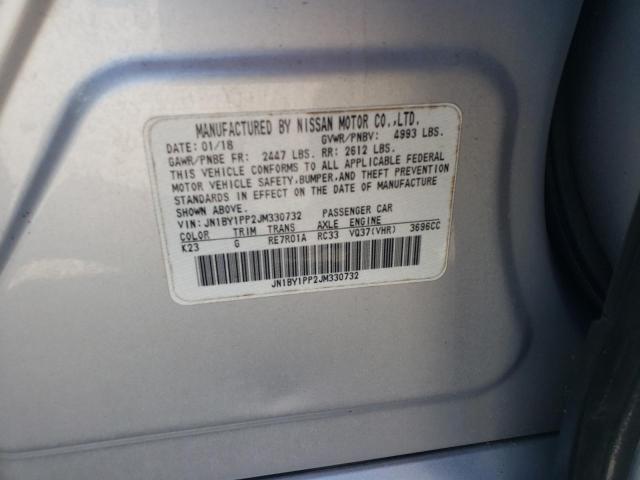 MANUFACTURED BY NISSAN MOTOR CO.,LTD.
DATE: 01/18 GVWR/PNBV: 4993 LBS.
GAWR/PNBE FR: 2447 LBS. RR: 2612 LBS.
THIS VEHICLE CONFORMS TO ALL APPLICABLE FEDERAL
MOTOR VEHICLE SAFETY,BUMPER,AND THEFT PREVENTION
STANDARDS IN EFFECT ON THE DATE OF MANUFACTURE
SHOWN ABOVE.
VIN: JN1BY1PP2JM330732 PASSENGER CAR
COLOR TRIM TRANS AXLE ENGINE
K23 G RE7R01A RC33 VQ37(VHR) 3696CC
JN1BY1PP2JM330732